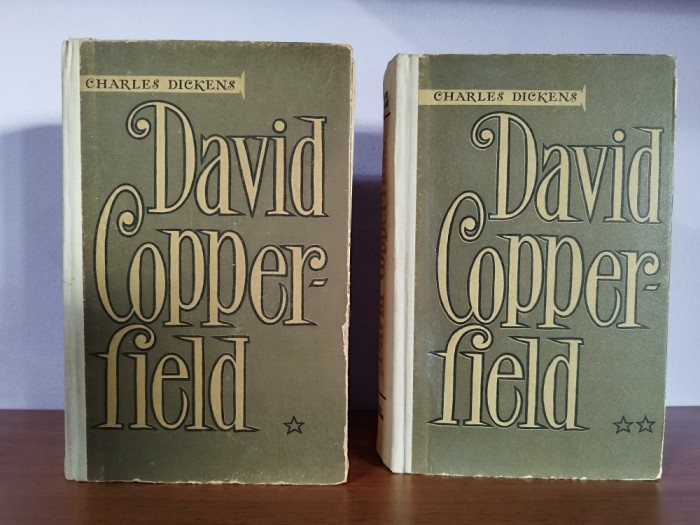 CHARLES DICKENS
David
Copper-
field
CHARLES DICKENS
David
Copper-
field